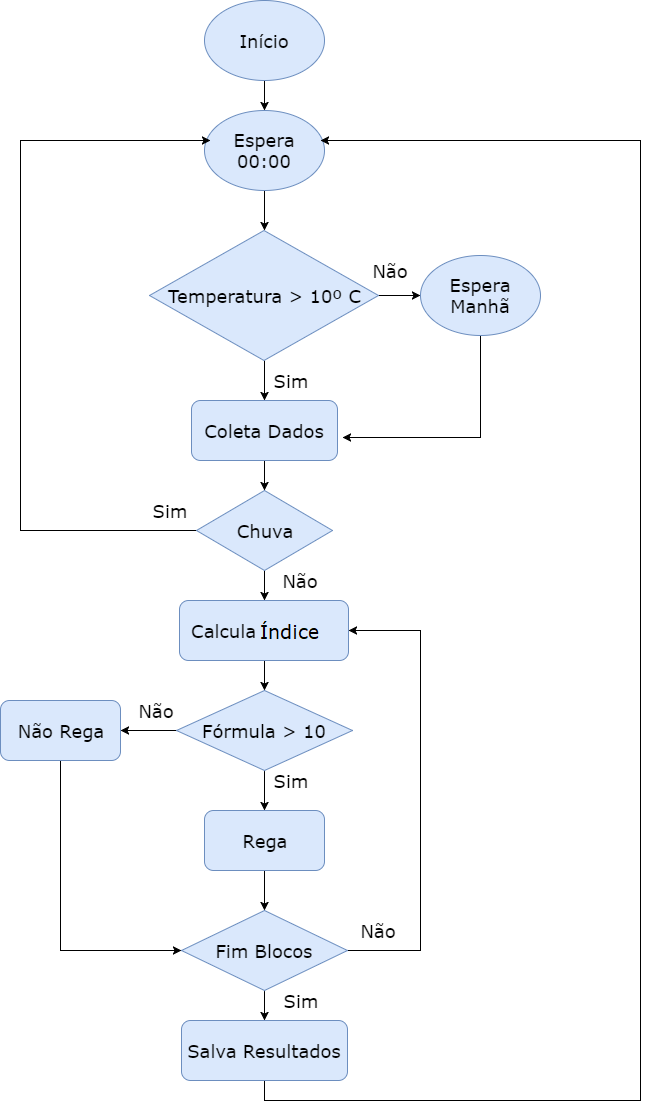 Início
Espera
00:00
Temperatura > 10º C
Não
Espera
Manhã
Sim
Coleta Dados
Sim
Chuva
Não
Calcula Índice
Não
Fórmula > 10
Não Rega
Sim
Rega
Não
Fim Blocos
Sim
Salva Resultados